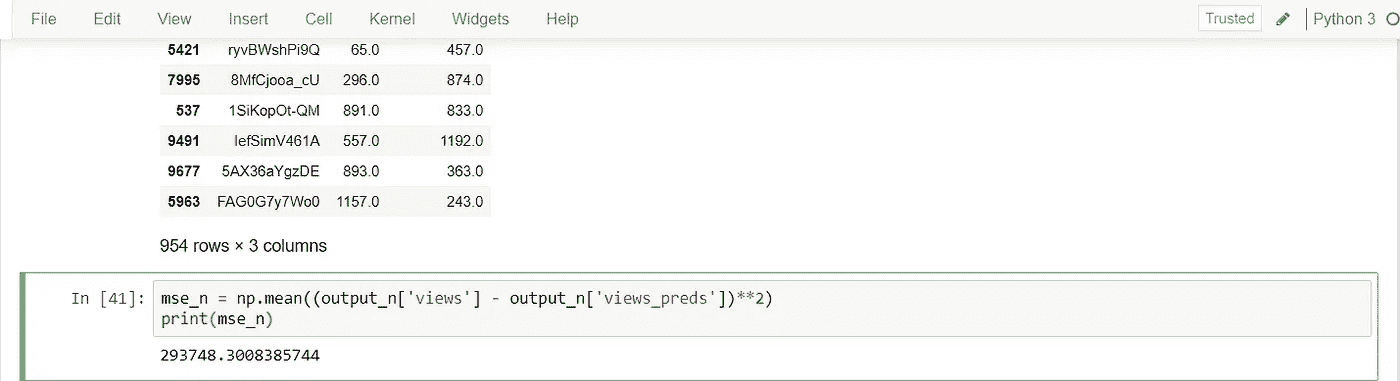 File Edit View Insert Cell Kernel Widgets Help Trusted Python 3
5421 ryvBWshPi9Q 65.0 457.0
7995 8MfCjooa_cU 296.0 874.0
537 1SiKopOt-QM 891.0 833.0
9491 IefSimV461A 557.0 1192.0
9677 5AX36aYgzDE 893.0 363.0
5963 FAG0G7y7Wo0 1157.0 243.0
954 rows × 3 columns
In [41]: mse_n = np.mean((output_n['views'] - output_n['views_preds'])**2)
print(mse_n)
293748.3008385744